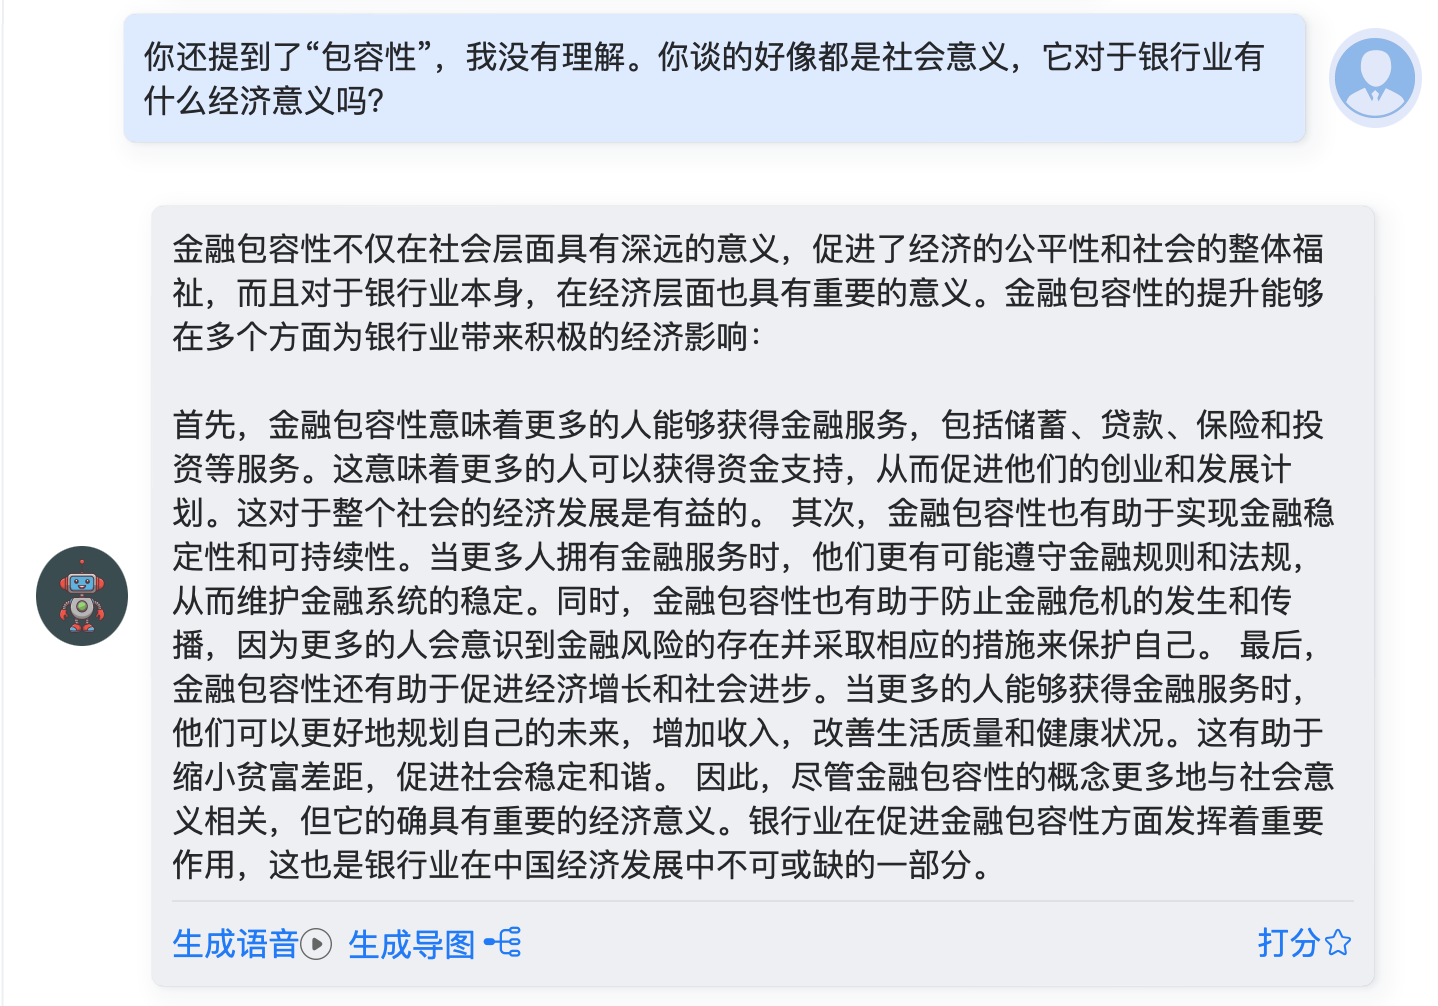 你还提到了“包容性”，我没有理解。你谈的好像都是社会意义，它对于银行业有
什么经济意义吗?
金融包容性不仅在社会层面具有深远的意义，促进了经济的公平性和社会的整体福
祉，而且对于银行业本身，在经济层面也具有重要的意义。金融包容性的提升能够
在多个方面为银行业带来积极的经济影响：
首先，金融包容性意味着更多的人能够获得金融服务，包括储蓄、贷款、保险和投
资等服务。这意味着更多的人可以获得资金支持，从而促进他们的创业和发展计
划。这对于整个社会的经济发展是有益的。 其次，金融包容性也有助于实现金融稳
定性和可持续性。当更多人拥有金融服务时，他们更有可能遵守金融规则和法规，
从而维护金融系统的稳定。同时，金融包容性也有助于防止金融危机的发生和传
播，因为更多的人会意识到金融风险的存在并采取相应的措施来保护自己。 最后，
金融包容性还有助于促进经济增长和社会进步。当更多的人能够获得金融服务时，
他们可以更好地规划自己的未来，增加收入，改善生活质量和健康状况。这有助于
缩小贫富差距，促进社会稳定和谐。 因此，尽管金融包容性的概念更多地与社会意
义相关，但它的确具有重要的经济意义。银行业在促进金融包容性方面发挥着重要
作用，这也是银行业在中国经济发展中不可或缺的一部分。
生成语音 生成导图 打分